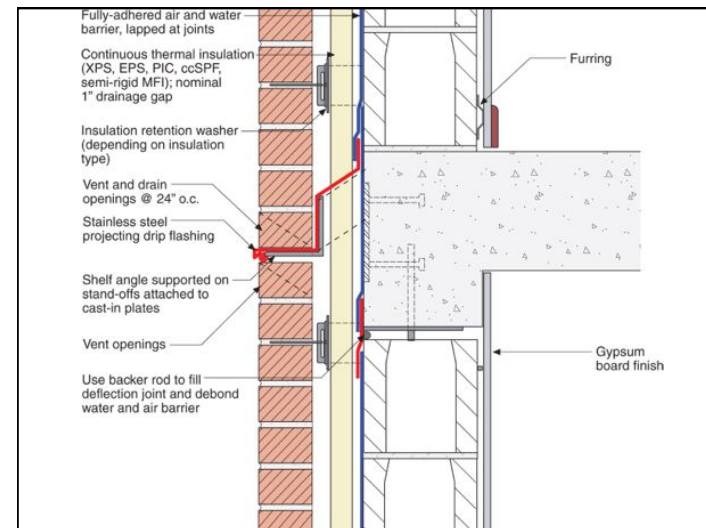 Fully-adhered air and water
barrier, lapped at joints
Continuous thermal insulation
(XPS, EPS, PIC, ccSPF,
semi-rigid MFI); nominal
1" drainage gap
Insulation retention washer
(depending on insulation
type)
Vent and drain
openings @ 24" o.c.
Stainless steel
projecting drip flashing
Shelf angle supported on
stand-offs attached to
cast-in plates
Vent openings
Use backer rod to fill
deflection joint and debond
water and air barrier
Furring
Gypsum
board finish